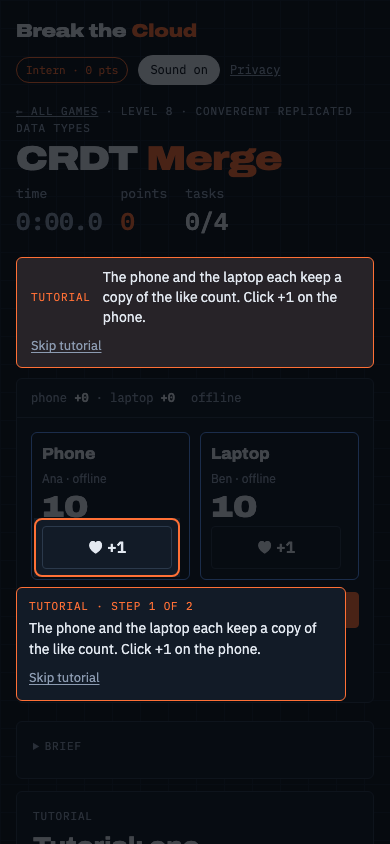 Break the Cloud
Intern · 0 pts
Sound on
Privacy
← ALL GAMES · LEVEL 8 · CONVERGENT REPLICATED
DATA TYPES
CRDT Merge
time points tasks
0:00.0 0 0/4
TUTORIAL
The phone and the laptop each keep a
copy of the like count. Click +1 on the
phone.
Skip tutorial
phone +0 · laptop +0 offline
Phone
Ana · offline
10
+1
Laptop
Ben · offline
10
+1
TUTORIAL · STEP 1 OF 2
The phone and the laptop each keep a copy of
the like count. Click +1 on the phone.
Skip tutorial
▶ BRIEF
TUTORIAL